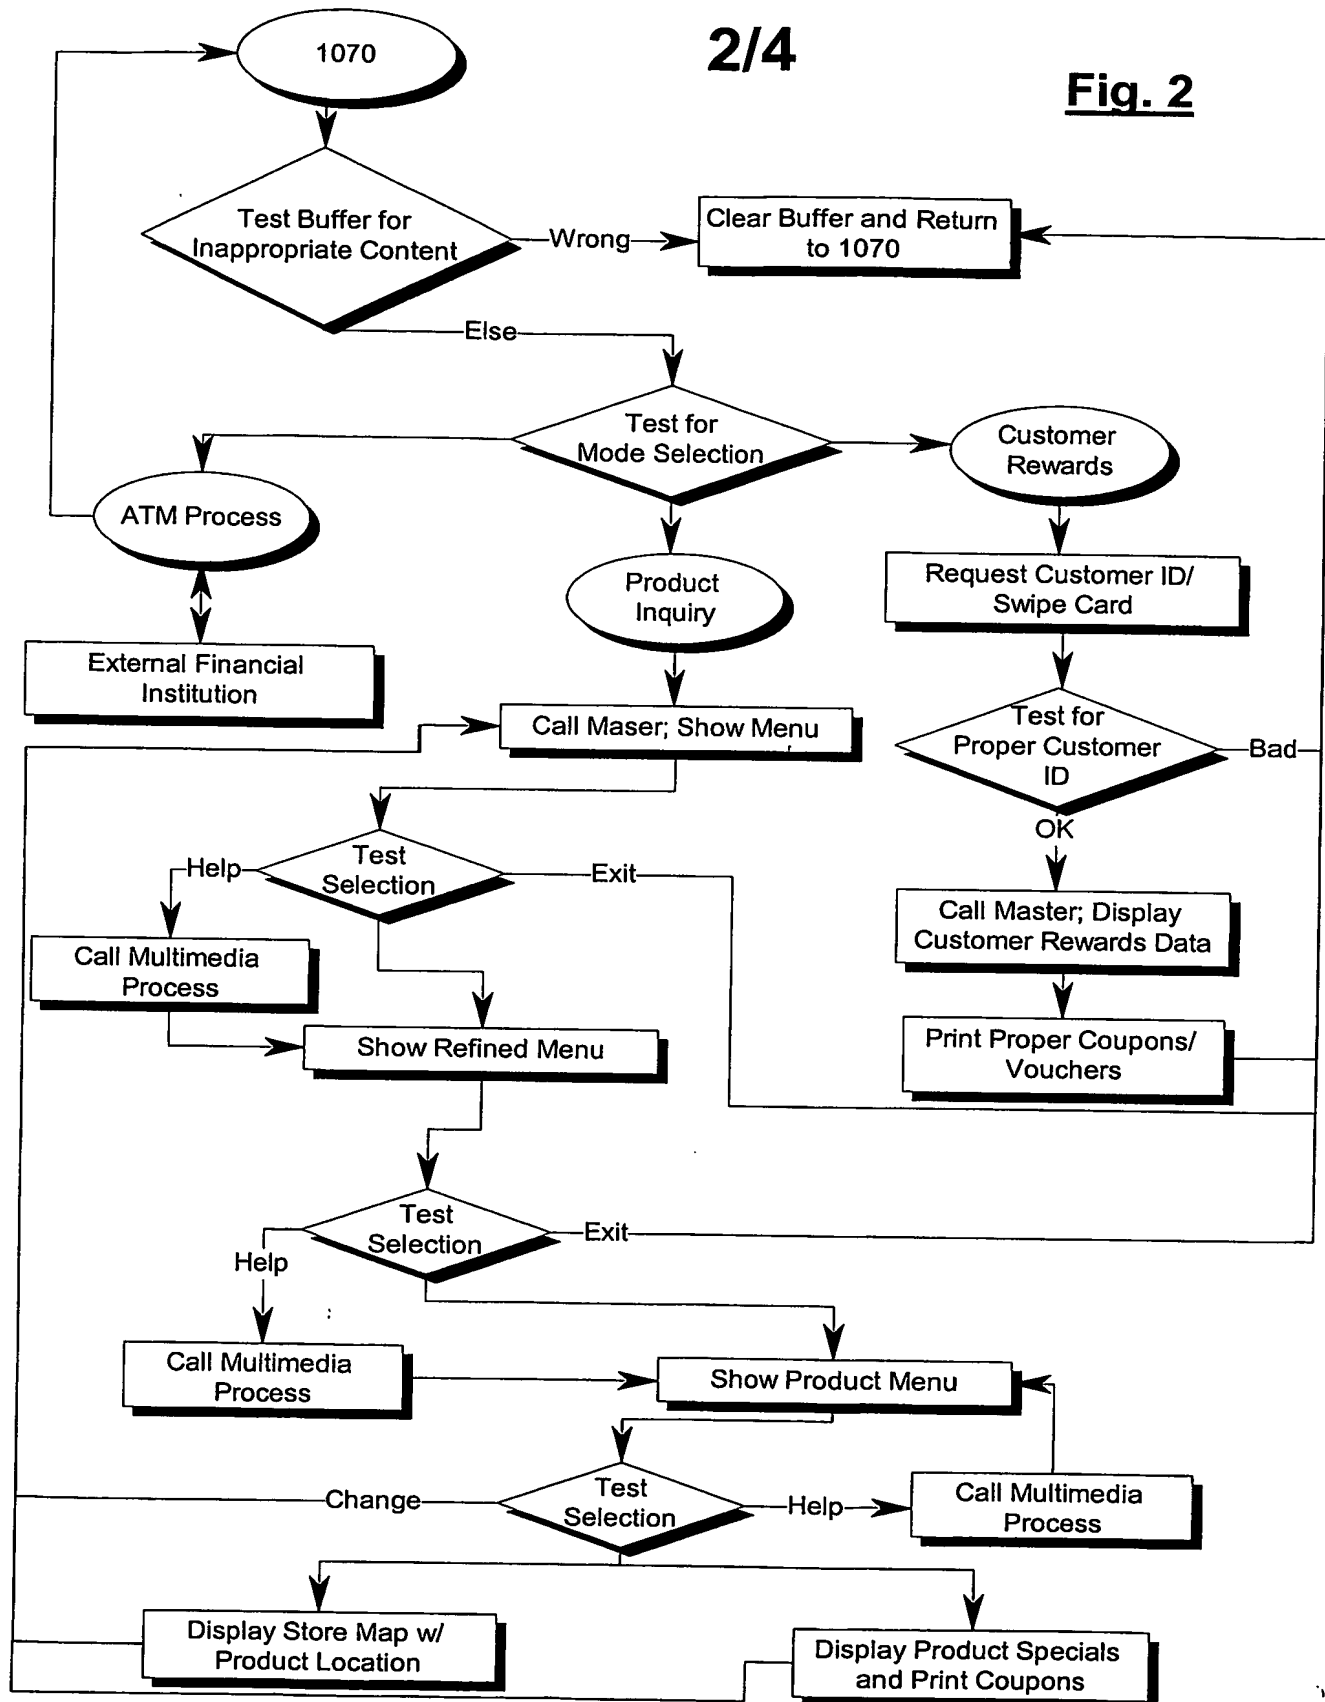 1070
2/4
Fig. 2
Test Buffer for
Inappropriate Content
Wrong
Clear Buffer and Return
to 1070
Else
Test for
Mode Selection
Customer
Rewards
ATM Process
Product
Inquiry
Request Customer ID/
Swipe Card
External Financial
Institution
Call Maser; Show Menu
Test for
Proper Customer
ID
Bad
OK
Help
Test
Selection
Exit
Call Master; Display
Customer Rewards Data
Call Multimedia
Process
Show Refined Menu
Print Proper Coupons/
Vouchers
Test
Selection
Exit
Help
Call Multimedia
Process
Show Product Menu
Change
Test
Selection
Help
Call Multimedia
Process
Display Store Map w/
Product Location
Display Product Specials
and Print Coupons